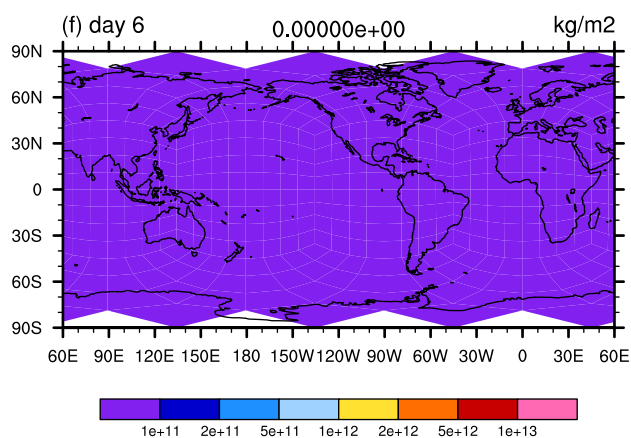 (f) day 6 0.00000e+00 kg/m2
90N
60N
30N
0
30S
60S
90S
60E 90E 120E 150E 180 150W 120W 90W 60W 30W 0 30E 60E
1e+11 2e+11 5e+11 1e+12 2e+12 5e+12 1e+13